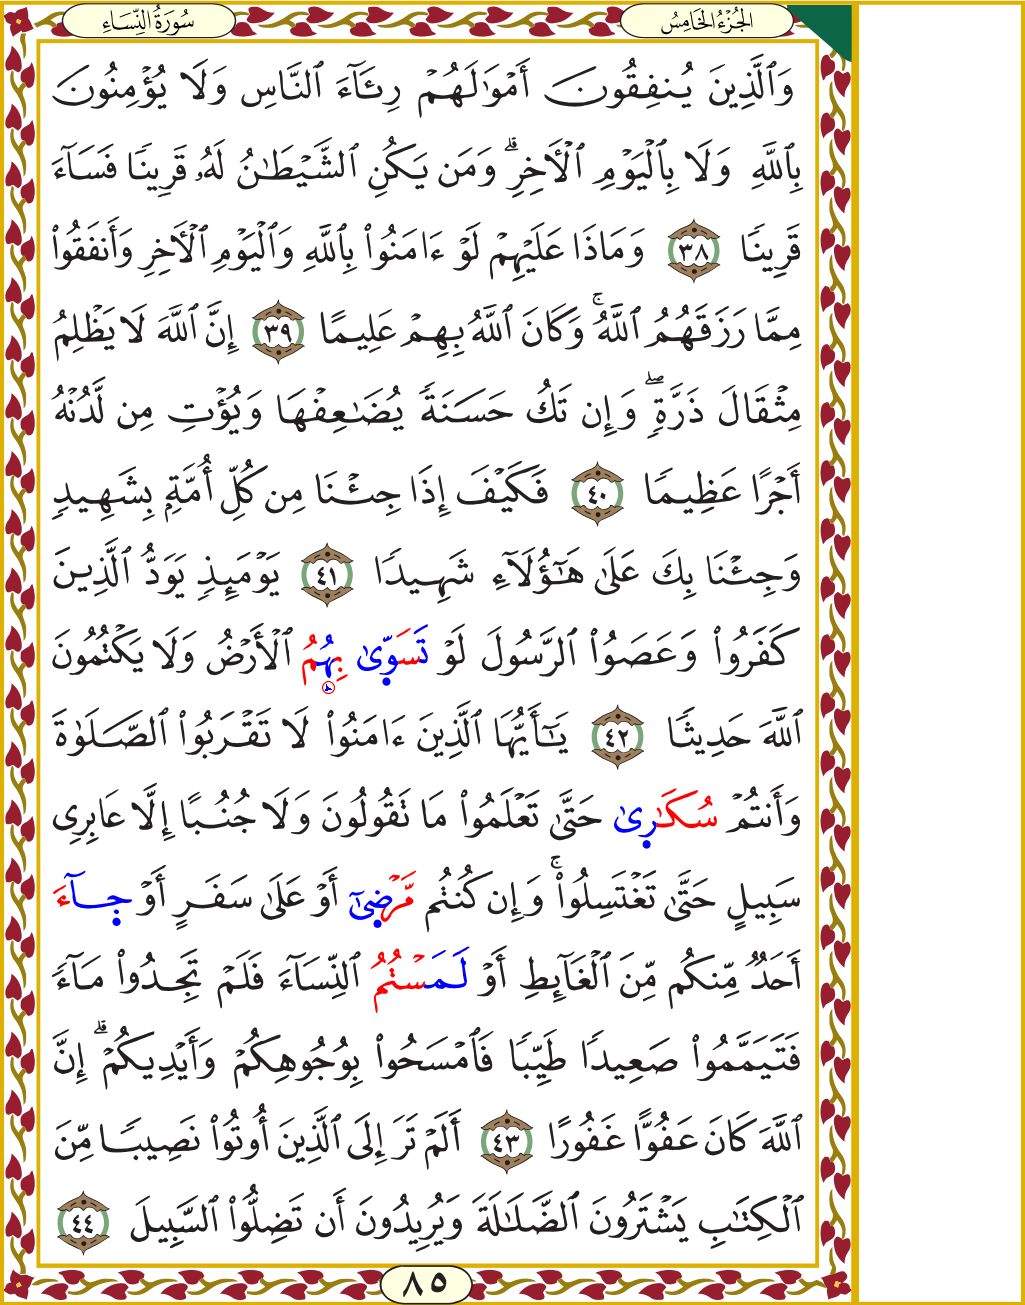 سُورَةُ النِّسَاءِ
الجُزْءُ الخَامِسُ
وَٱلَّذِينَ يُنفِقُونَ أَمۡوَٰلَهُمۡ رِئَآءَ ٱلنَّاسِ وَلَا يُؤۡمِنُونَ
بِٱللَّهِ وَلَا بِٱلۡيَوۡمِ ٱلۡأٓخِرِۗ وَمَن يَكُنِ ٱلشَّيۡطَٰنُ لَهُۥ قَرِينٗا فَسَآءَ
قَرِينٗا ٣٨ وَمَاذَا عَلَيۡهِمۡ لَوۡ ءَامَنُواْ بِٱللَّهِ وَٱلۡيَوۡمِ ٱلۡأٓخِرِ وَأَنفَقُواْ
مِمَّا رَزَقَهُمُ ٱللَّهُۚ وَكَانَ ٱللَّهُ بِهِمۡ عَلِيمًا ٣٩ إِنَّ ٱللَّهَ لَا يَظۡلِمُ
مِثۡقَالَ ذَرَّةٖۖ وَإِن تَكُ حَسَنَةٗ يُضَٰعِفۡهَا وَيُؤۡتِ مِن لَّدُنۡهُ
أَجۡرًا عَظِيمٗا ٤٠ فَكَيۡفَ إِذَا جِئۡنَا مِن كُلِّ أُمَّةِۭ بِشَهِيدٖ
وَجِئۡنَا بِكَ عَلَىٰ هَٰٓؤُلَآءِ شَهِيدٗا ٤١ يَوۡمَئِذٖ يَوَدُّ ٱلَّذِينَ
كَفَرُواْ وَعَصَوُاْ ٱلرَّسُولَ لَوۡ تَسَوّىٰ بِهُمُ ٱلۡأَرۡضُ وَلَا يَكۡتُمُونَ
ٱللَّهَ حَدِيثٗا ٤٢ يَٰٓأَيُّهَا ٱلَّذِينَ ءَامَنُواْ لَا تَقۡرَبُواْ ٱلصَّلَوٰةَ
وَأَنتُمۡ سُكَٰرىٰ حَتَّىٰ تَعۡلَمُواْ مَا تَقُولُونَ وَلَا جُنُبًا إِلَّا عَابِرِي
سَبِيلٍ حَتَّىٰ تَغۡتَسِلُواْۚ وَإِن كُنتُم مَّرۡضىٰٓ أَوۡ عَلَىٰ سَفَرٍ أَوۡ جآءَ
أَحَدٞ مِّنكُم مِّنَ ٱلۡغَآئِطِ أَوۡ لَمَسۡتُمُ ٱلنِّسَآءَ فَلَمۡ تَجِدُواْ مَآءٗ
فَتَيَمَّمُواْ صَعِيدٗا طَيِّبٗا فَٱمۡسَحُواْ بِوُجُوهِكُمۡ وَأَيۡدِيكُمۡۗ إِنَّ
ٱللَّهَ كَانَ عَفُوًّا غَفُورًا ٤٣ أَلَمۡ تَرَ إِلَى ٱلَّذِينَ أُوتُواْ نَصِيبٗا مِّنَ
ٱلۡكِتَٰبِ يَشۡتَرُونَ ٱلضَّلَٰلَةَ وَيُرِيدُونَ أَن تَضِلُّواْ ٱلسَّبِيلَ ٤٤
٨٥